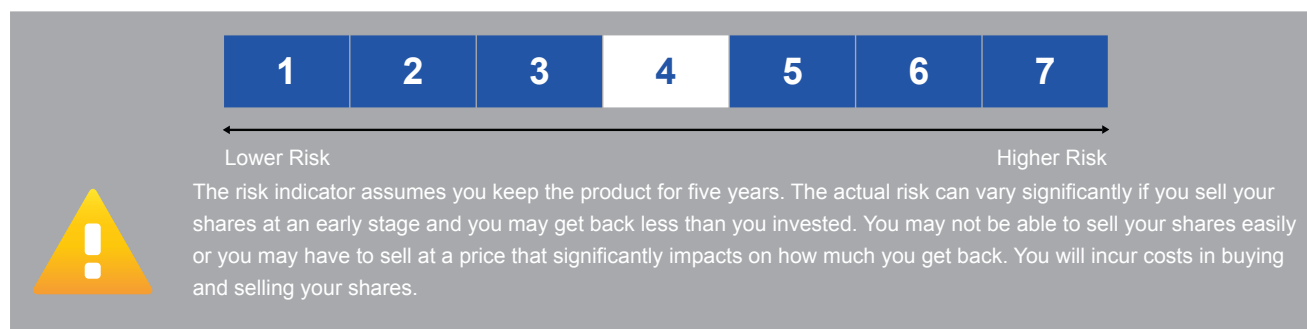 1 2 3 4 5 6 7
Lower Risk Higher Risk
The risk indicator assumes you keep the product for five years. The actual risk can vary significantly if you sell your
shares at an early stage and you may get back less than you invested. You may not be able to sell your shares easily
or you may have to sell at a price that significantly impacts on how much you get back. You will incur costs in buying
and selling your shares.